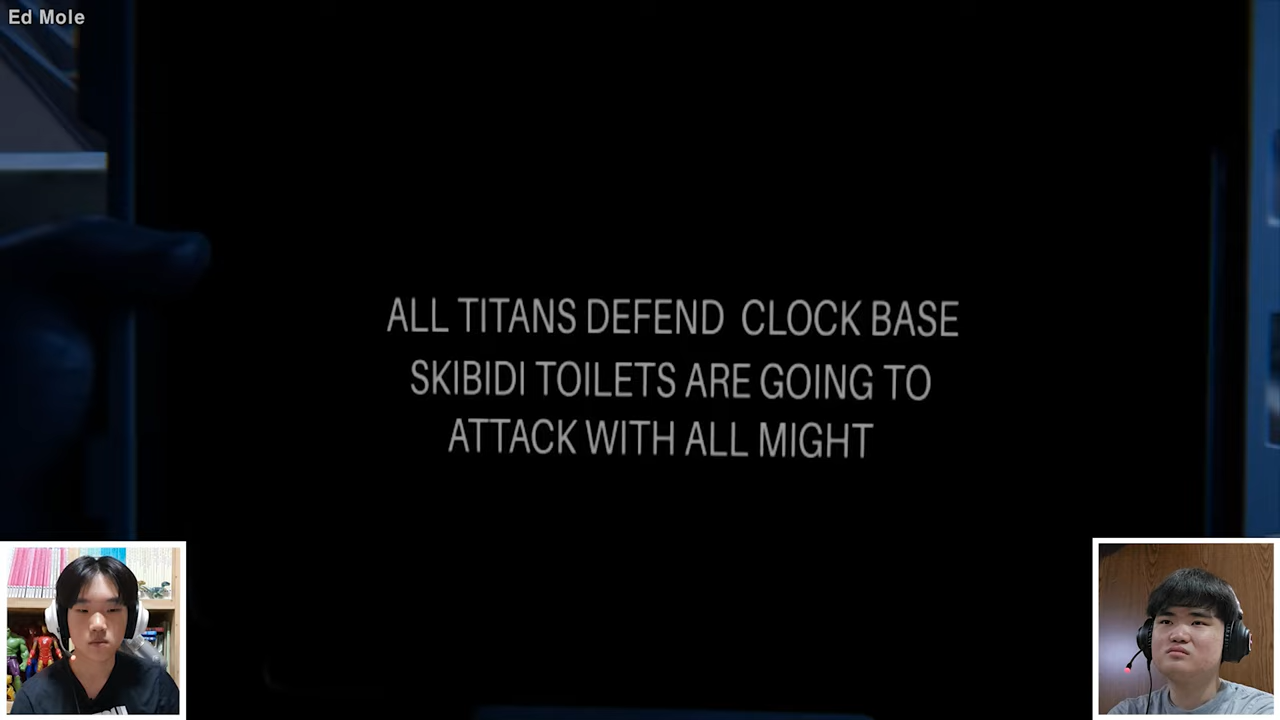 Ed Mole
ALL TITANS DEFEND CLOCK BASE
SKIBIDI TOILETS ARE GOING TO
ATTACK WITH ALL MIGHT